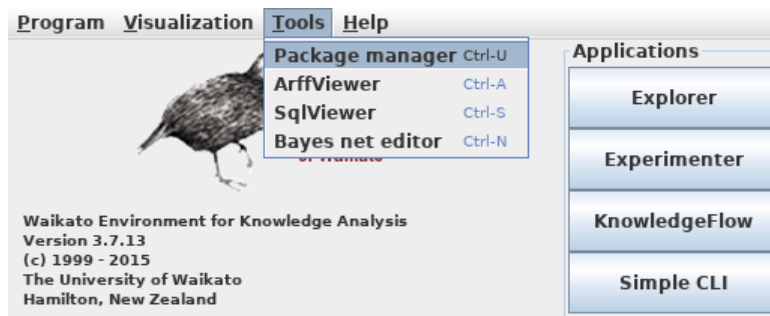 Program Visualization Tools Help
Package manager Ctrl-U
ArffViewer Ctrl-A
SqlViewer Ctrl-S
Bayes net editor Ctrl-N
Waikato Environment for Knowledge Analysis
Version 3.7.13
(c) 1999 - 2015
The University of Waikato
Hamilton, New Zealand
Applications
Explorer
Experimenter
KnowledgeFlow
Simple CLI